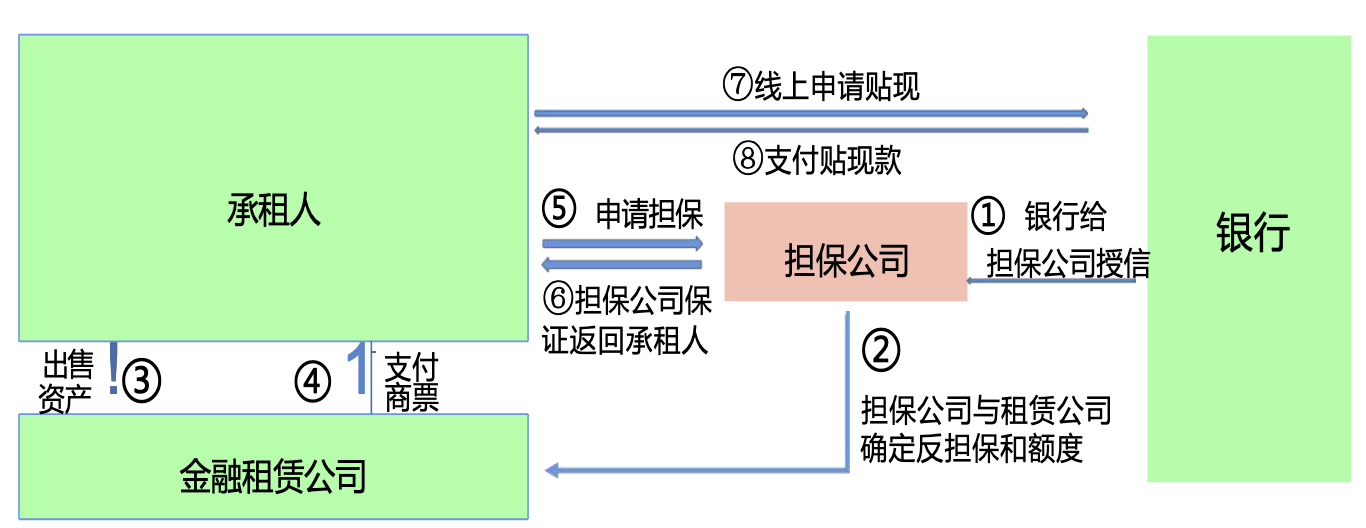 ⑦线上申请贴现
⑧支付贴现款
承租人
⑤ 申请担保
⑥担保公司保
证返回承租人
担保公司
① 银行给
担保公司授信
银行
出售
资产
③
④
支付
商票
②
担保公司与租赁公司
确定反担保和额度
金融租赁公司